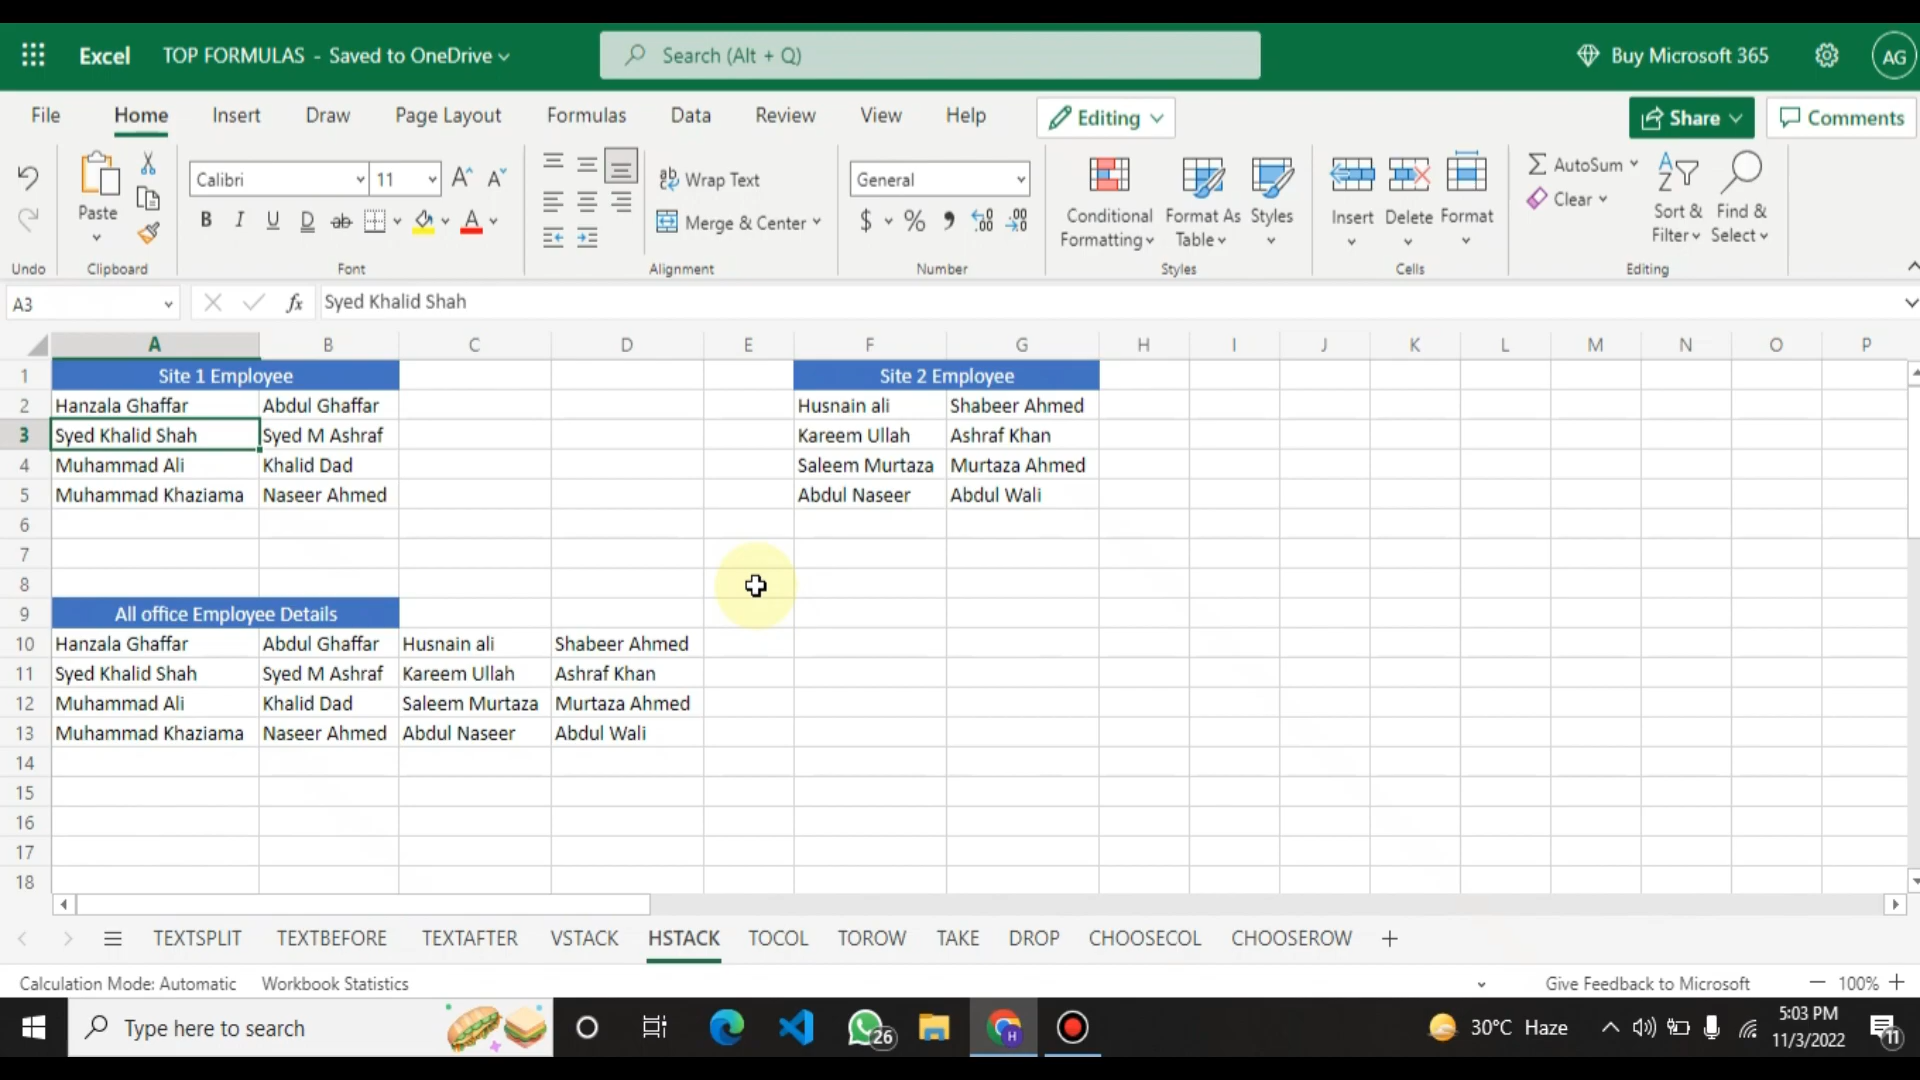 Excel TOP FORMULAS - Saved to OneDrive Search (Alt + Q) Buy Microsoft 365 AG
File Home Insert Draw Page Layout Formulas Data Review View Help Editing Share Comments
Calibri 11 A^ A˅ Wrap Text General AutoSum
Paste B I U D ab A Merge & Center $ % Conditional Formatting Format As Table Styles Insert Delete Format Clear Sort & Filter Find & Select
Undo Clipboard Font Alignment Number Styles Cells Editing
A3 fx Syed Khalid Shah
A B C D E F G H I J K L M N O P
1 Site 1 Employee Site 2 Employee
2 Hanzala Ghaffar Abdul Ghaffar Husnain ali Shabeer Ahmed
3 Syed Khalid Shah Syed M Ashraf Kareem Ullah Ashraf Khan
4 Muhammad Ali Khalid Dad Saleem Murtaza Murtaza Ahmed
5 Muhammad Khaziama Naseer Ahmed Abdul Naseer Abdul Wali
6
7
8
9 All office Employee Details
10 Hanzala Ghaffar Abdul Ghaffar Husnain ali Shabeer Ahmed
11 Syed Khalid Shah Syed M Ashraf Kareem Ullah Ashraf Khan
12 Muhammad Ali Khalid Dad Saleem Murtaza Murtaza Ahmed
13 Muhammad Khaziama Naseer Ahmed Abdul Naseer Abdul Wali
14
15
16
17
18
TEXTSPLIT TEXTBEFORE TEXTAFTER VSTACK HSTACK TOCOL TOROW TAKE DROP CHOOSECOL CHOOSEROW +
Calculation Mode: Automatic Workbook Statistics Give Feedback to Microsoft — 100% +
Type here to search 26 H 30°C Haze 5:03 PM
11/3/2022 11